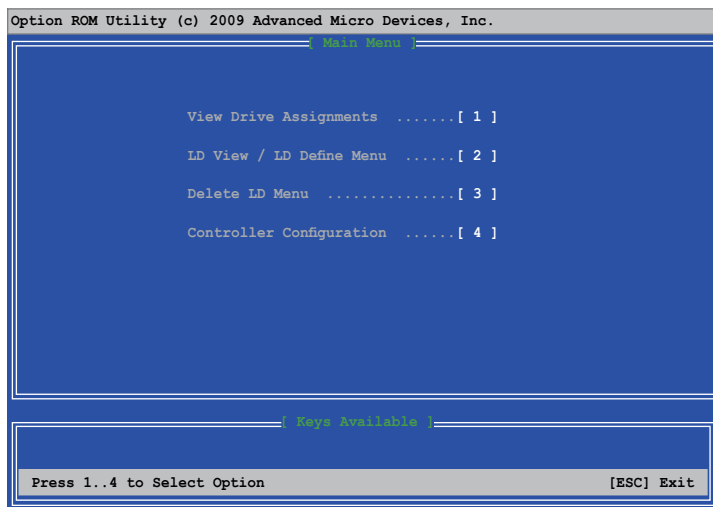 Option ROM Utility (c) 2009 Advanced Micro Devices, Inc.
[ Main Menu ]
View Drive Assignments .......[ 1 ]
LD View / LD Define Menu ......[ 2 ]
Delete LD Menu ...............[ 3 ]
Controller Configuration ......[ 4 ]
[ Keys Available ]
Press 1..4 to Select Option [ESC] Exit